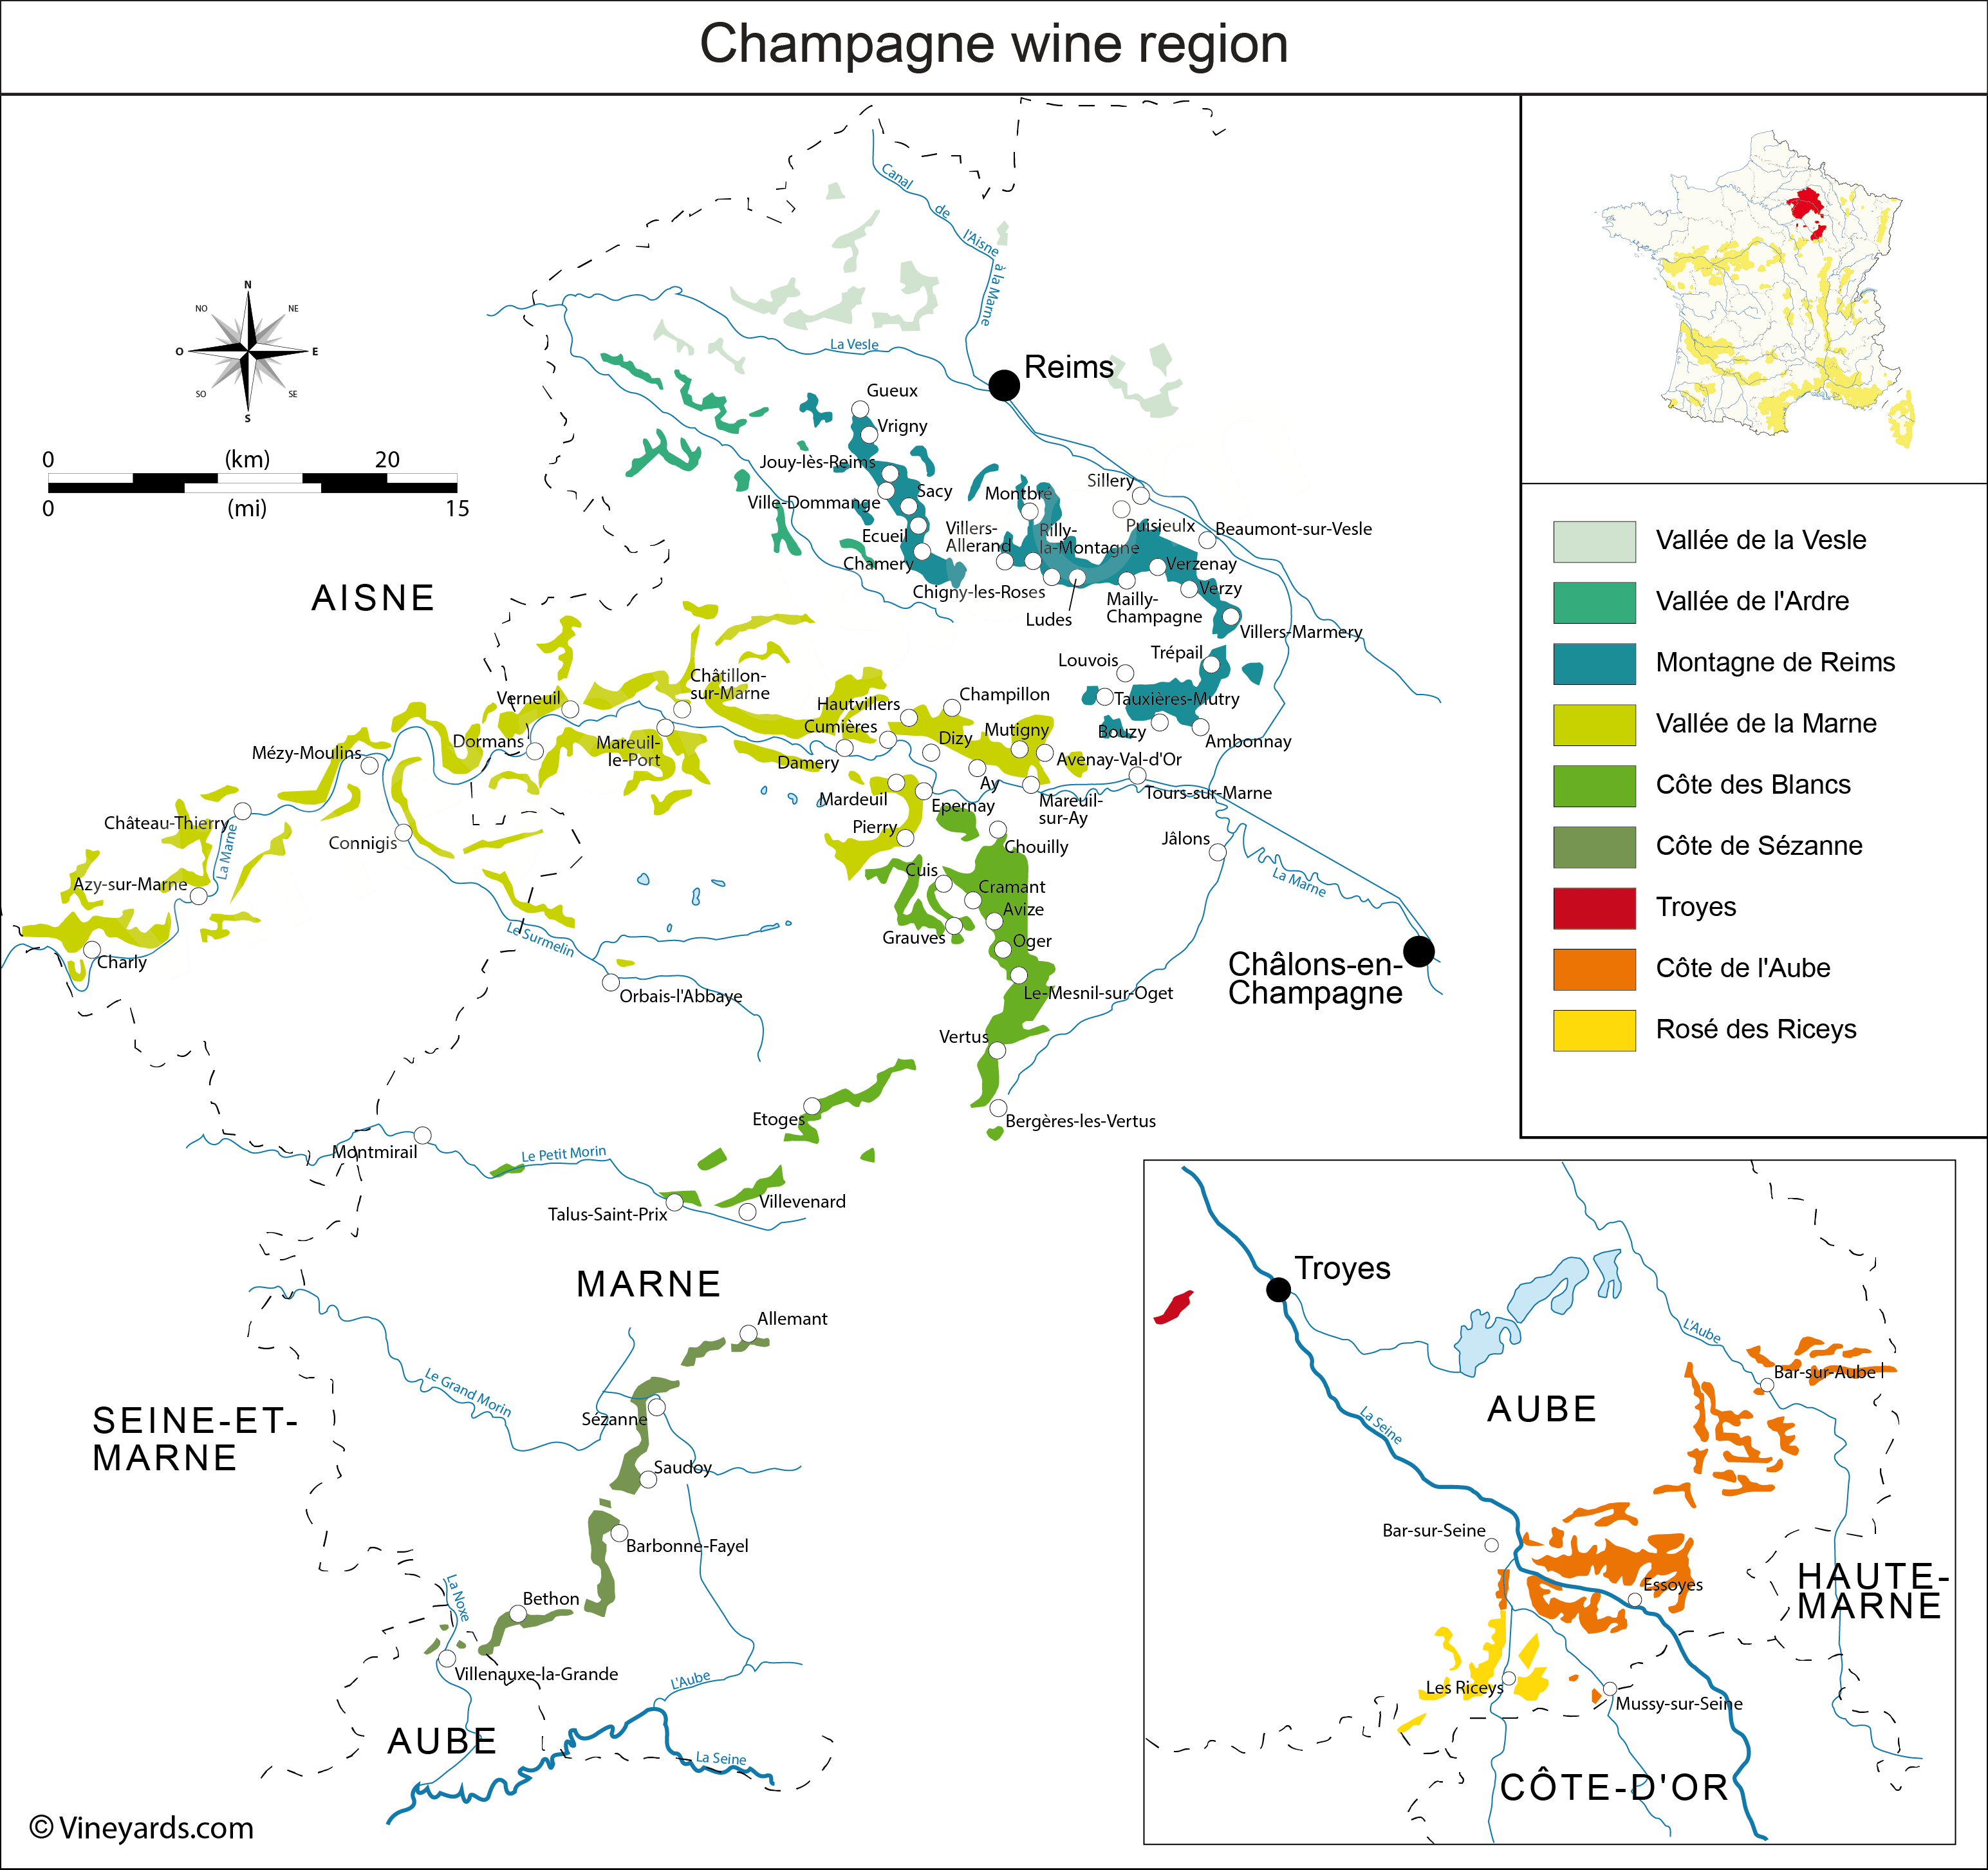 Champagne wine region
Canal
de
l'Aisne
à la Marne
N
NO
NE
O
E
SO
SE
S
La Vesle
Reims
Gueux
Vrigny
0
(km)
20
0
(mi)
15
Jouy-lès-Reims
Ville-Dommange
Sacy
Ecueil
Chamery
Montbré
Sillery
Puisieulx
Beaumont-sur-Vesle
Villers-
Allerand
Rilly-
la-Montagne
Verzenay
Chigny-les-Roses
Ludes
Mailly-
Champagne
Verzy
Villers-Marmery
AISNE
Louvois
Trépail
Tauxières-Mutry
Bouzy
Ambonnay
Châtillon-
sur-Marne
Verneuil
Hautvillers
Champillon
Cumières
Mutigny
Dizy
Dormans
Mareuil-
le-Port
Damery
Avenay-Val-d'Or
Mézy-Moulins
Ay
Mardeuil
Epernay
Mareuil-
sur-Ay
Tours-sur-Marne
Château-Thierry
La Marne
Pierry
Connigis
Chouilly
Jâlons
Cuis
La Marne
Azy-sur-Marne
Cramant
Avize
Grauves
Oger
Le Surmelin
Charly
Châlons-en-
Champagne
Orbais-l'Abbaye
Le-Mesnil-sur-Oget
Vertus
Etoges
Bergères-les-Vertus
Montmirail
Le Petit Morin
Talus-Saint-Prix
Villevenard
MARNE
Allemant
Le Grand Morin
Sézanne
SEINE-ET-
MARNE
Saudoy
Barbonne-Fayel
La Noxe
Bethon
Villenauxe-la-Grande
L'Aube
AUBE
La Seine
© Vineyards.com
Vallée de la Vesle
Vallée de l'Ardre
Montagne de Reims
Vallée de la Marne
Côte des Blancs
Côte de Sézanne
Troyes
Côte de l'Aube
Rosé des Riceys
Troyes
L'Aube
Bar-sur-Aube l
AUBE
La Seine
Bar-sur-Seine
Essoyes
HAUTE-
MARNE
Les Riceys
Mussy-sur-Seine
CÔTE-D'OR